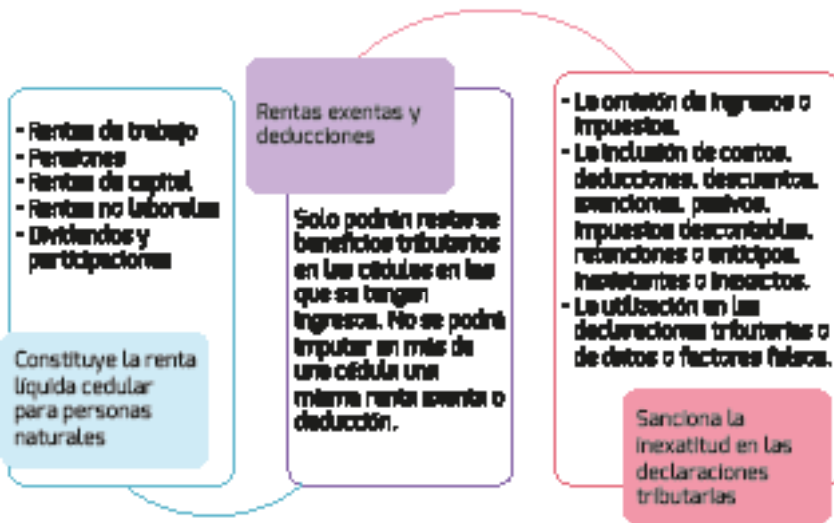 - Rentas de trabajo
- Pensiones
- Rentas de capital
- Rentas no laborales
- Dividendos y
participaciones
Constituye la renta
líquida cedular
para personas
naturales
Rentas exentas y
deducciones
Solo podrán restarse
beneficios tributarios
en las cédulas en las
que se tengan
ingresos. No se podrá
imputar en más de
una cédula una
misma renta exenta o
deducción.
- La omisión de ingresos o
impuestos.
- La inclusión de costos,
deducciones, descuentos,
exenciones, pasivos,
impuestos descontables,
retenciones o anticipos,
inexistentes o inexactos.
- La utilización en las
declaraciones tributarias o
de datos o factores falsos.
Sanciona la
inexatitud en las
declaraciones
tributarias